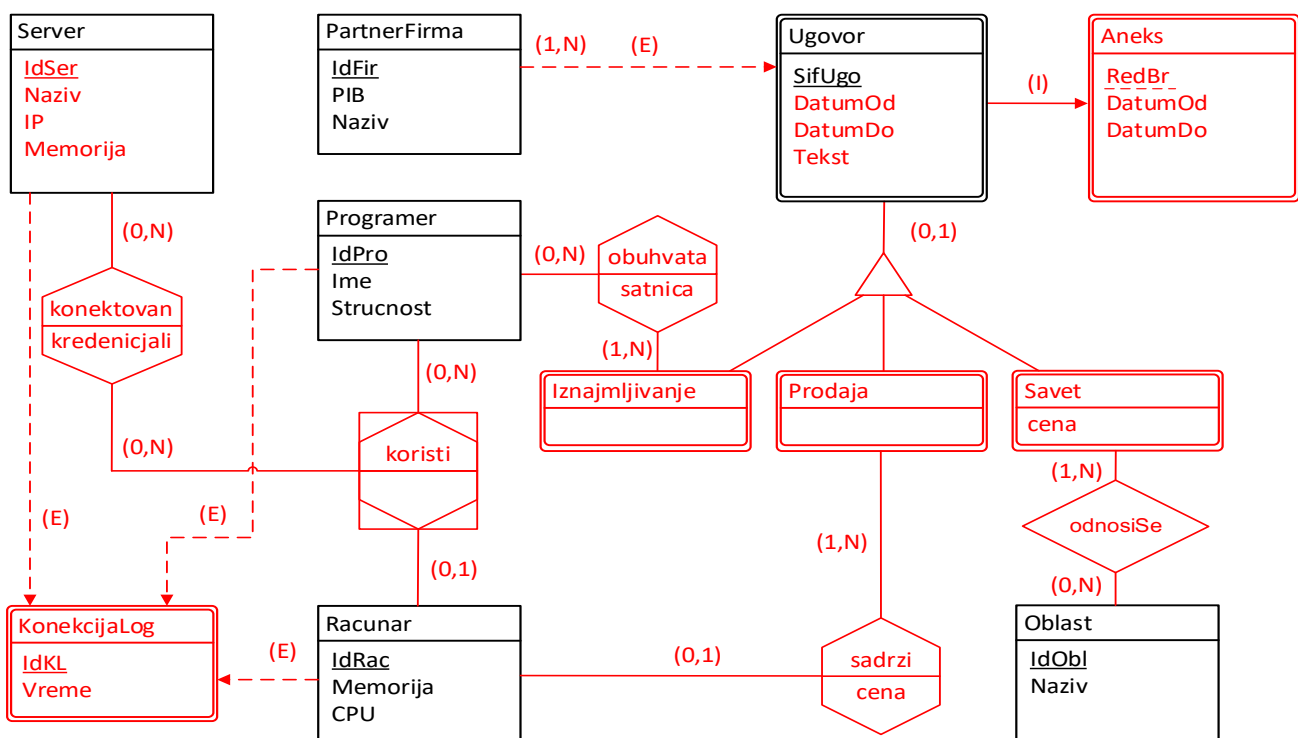 Server
IdSer
Naziv
IP
Memorija
PartnerFirma
IdFir
PIB
Naziv
(1,N)
(E)
Ugovor
SifUgo
DatumOd
DatumDo
Tekst
(I)
Aneks
RedBr
DatumOd
DatumDo
(0,N)
konektovan
kredenicjali
(0,N)
Programer
IdPro
Ime
Strucnost
(0,N)
obuhvata
satnica
(1,N)
(0,1)
Iznajmljivanje
Prodaja
Savet
cena
(0,N)
koristi
(0,1)
(E)
(E)
(1,N)
(1,N)
odnosiSe
(0,N)
KonekcijaLog
IdKL
Vreme
(E)
Racunar
IdRac
Memorija
CPU
(0,1)
sadrzi
cena
Oblast
IdObl
Naziv